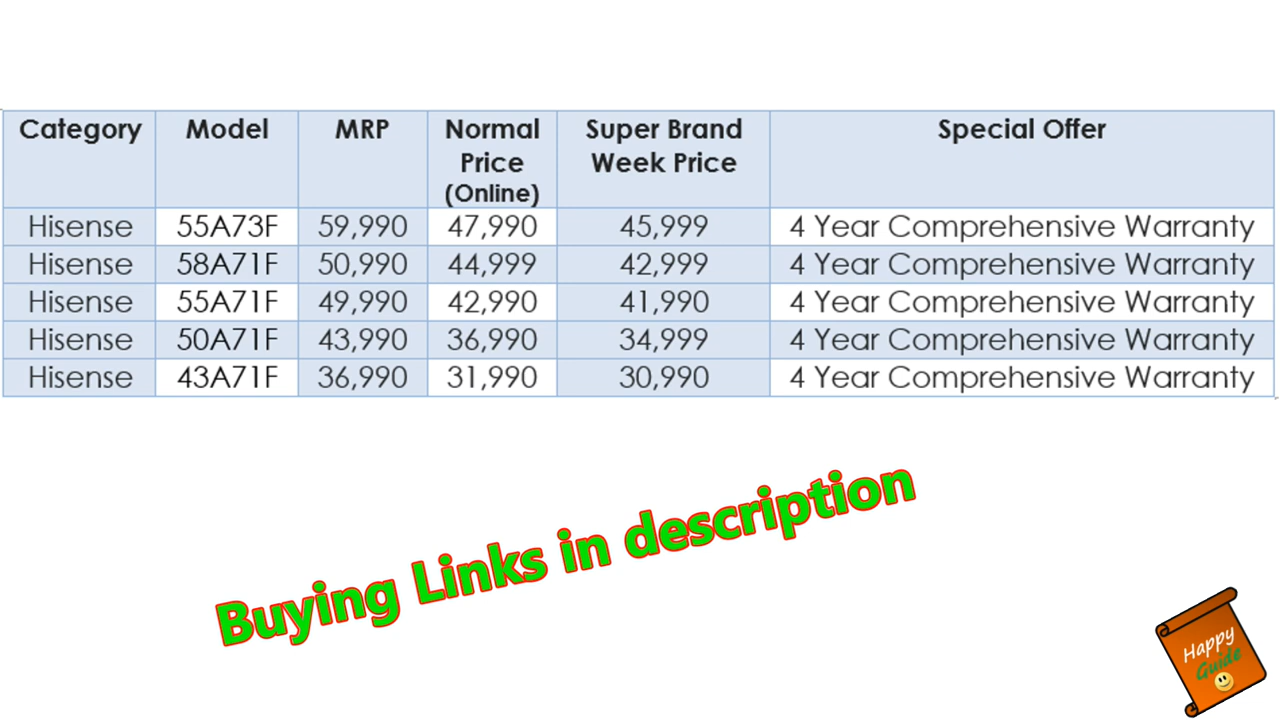 Category Model MRP Normal Price (Online) Super Brand Week Price Special Offer
Hisense 55A73F 59,990 47,990 45,999 4 Year Comprehensive Warranty
Hisense 58A71F 50,990 44,999 42,999 4 Year Comprehensive Warranty
Hisense 55A71F 49,990 42,990 41,990 4 Year Comprehensive Warranty
Hisense 50A71F 43,990 36,990 34,999 4 Year Comprehensive Warranty
Hisense 43A71F 36,990 31,990 30,990 4 Year Comprehensive Warranty
Buying Links in description
Happy
Guide